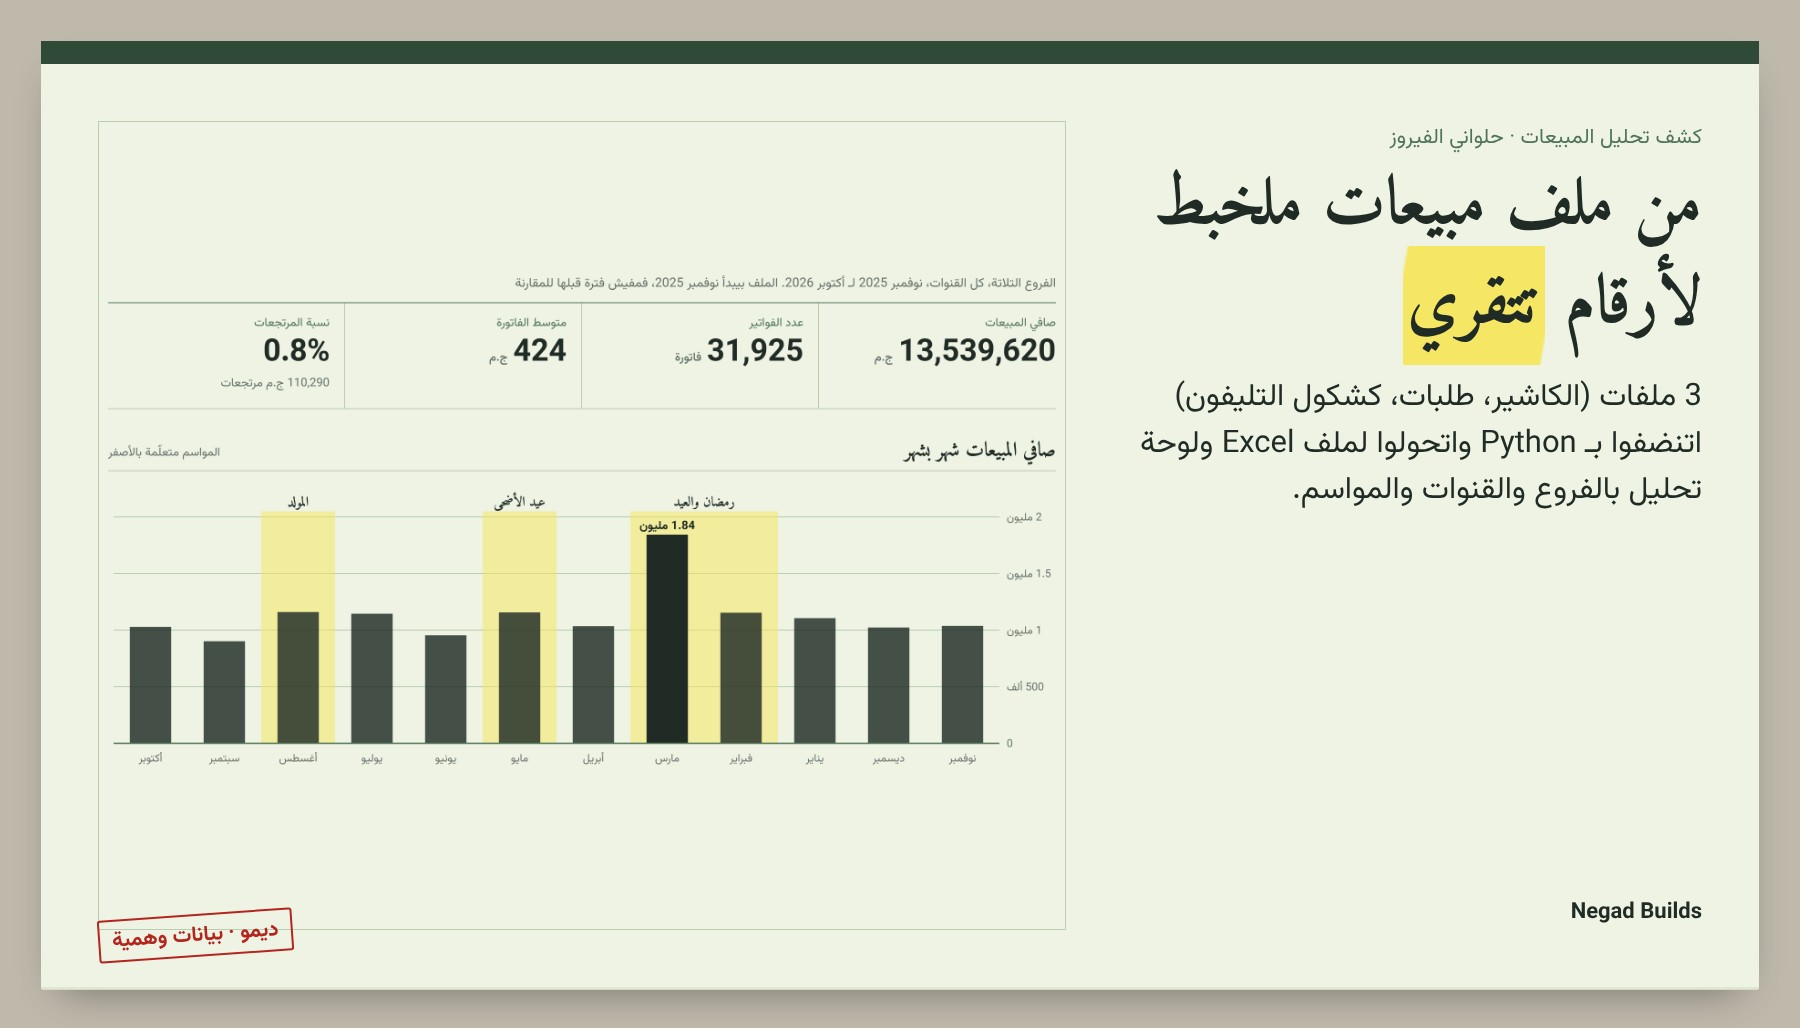 كشف تحليل المبيعات · حلواني الفيروز
من ملف مبيعات ملخبط
لأرقام تتقري
3 ملفات (الكاشير، طلبات، كشكول التليفون)
اتنضفوا بـ Python واتحولوا لملف Excel ولوحة
تحليل بالفروع والقنوات والمواسم.
Negad Builds
الفروع التلاتة، كل القنوات، نوفمبر 2025 لـ أكتوبر 2026. الملف بيبدأ نوفمبر 2025، فمفيش فترة قبلها للمقارنة
صافي المبيعات
13,539,620 ج.م
عدد الفواتير
31,925 فاتورة
متوسط الفاتورة
424 ج.م
نسبة المرتجعات
0.8%
110,290 ج.م مرتجعات
صافي المبيعات شهر بشهر
المواسم متعلّمة بالأصفر
رمضان والعيد
عيد الأضحى
المولد
1.84 مليون
2 مليون
1.5 مليون
1 مليون
500 ألف
0
نوفمبر
ديسمبر
يناير
فبراير
مارس
أبريل
مايو
يونيو
يوليو
أغسطس
سبتمبر
أكتوبر
ديمو · بيانات وهمية